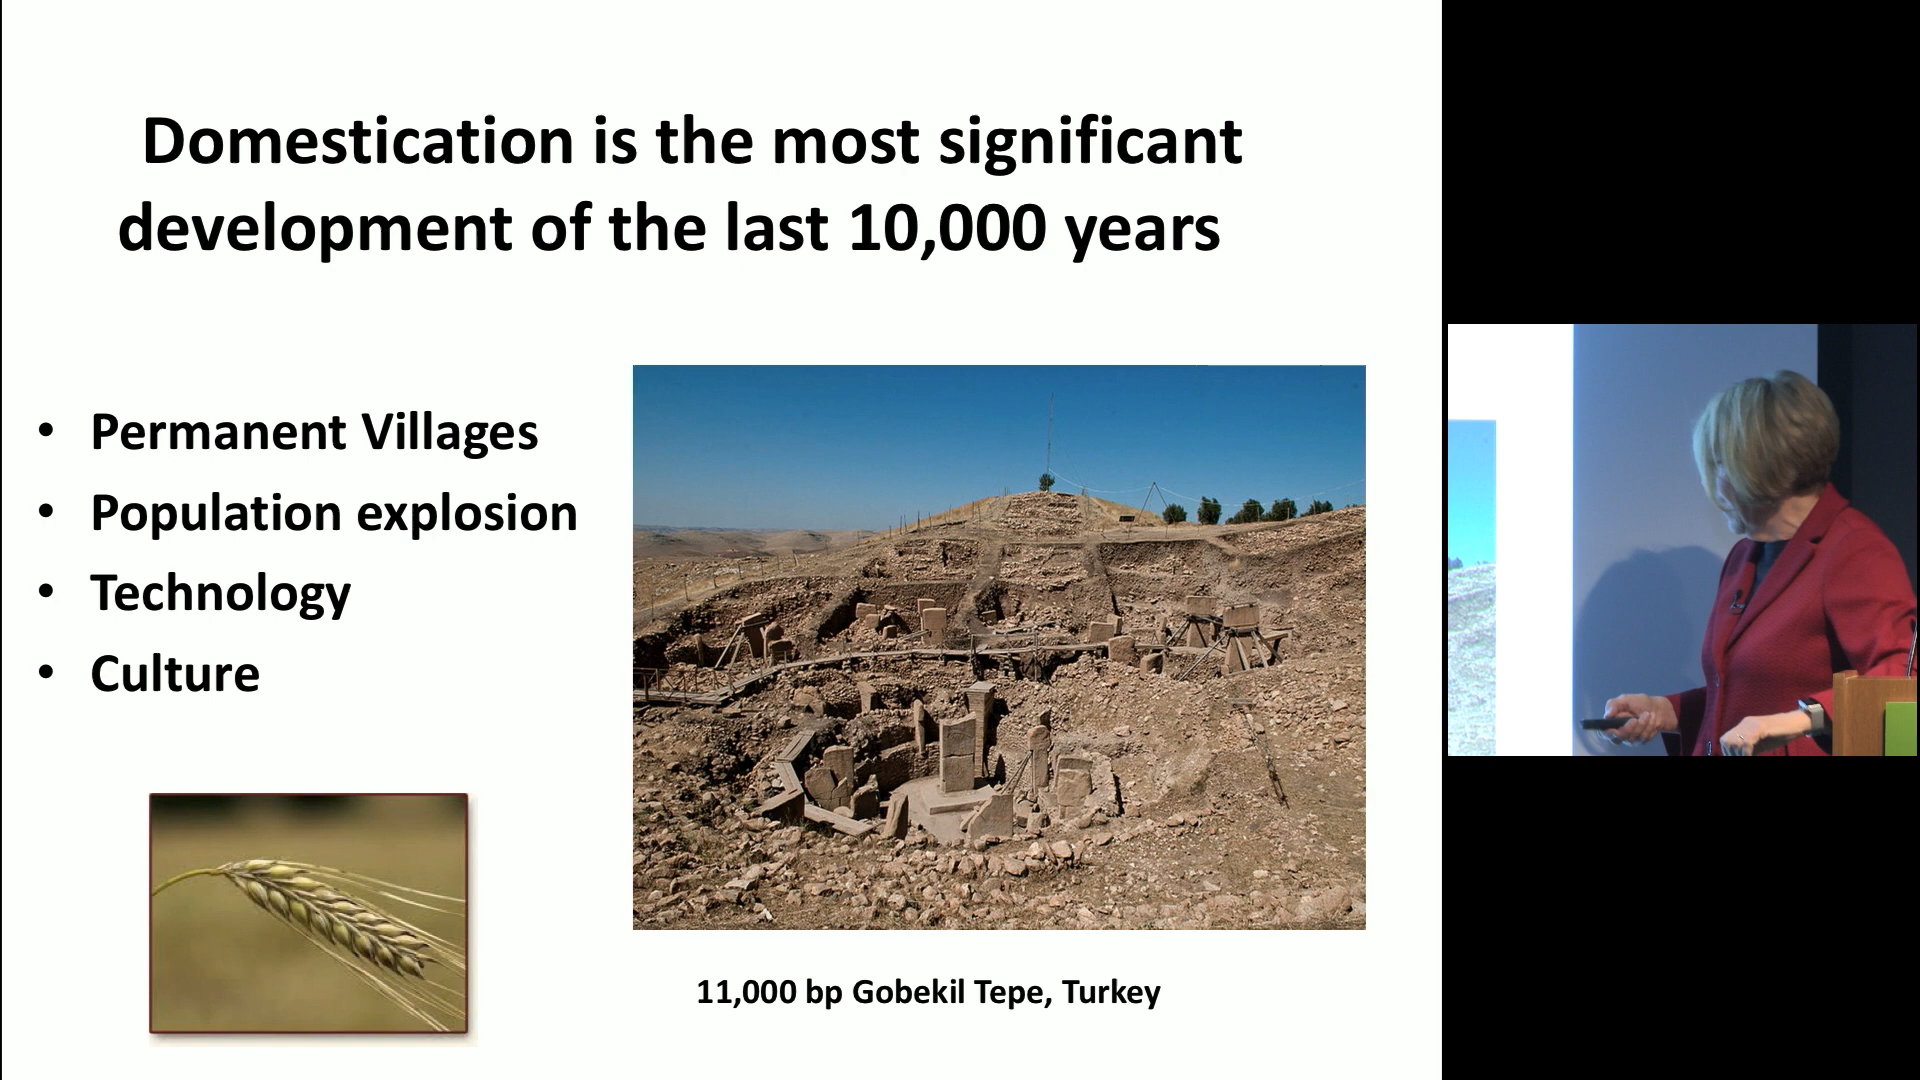 Domestication is the most significant
development of the last 10,000 years
• Permanent Villages
• Population explosion
• Technology
• Culture
11,000 bp Gobekil Tepe, Turkey